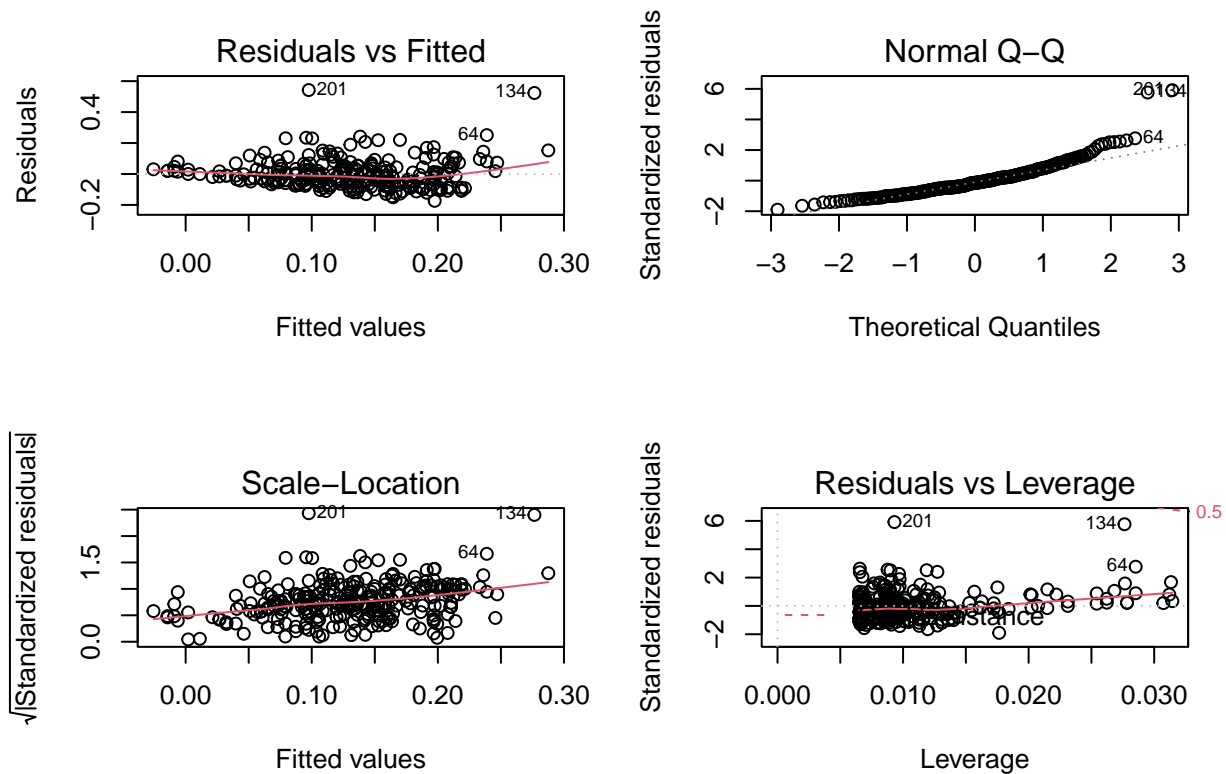 Residuals vs Fitted
Residuals
0.4
−0.2
201
134
64
0.00 0.10 0.20 0.30
Fitted values
Normal Q−Q
Standardized residuals
6
2
−2
201
134
64
−3 −2 −1 0 1 2 3
Theoretical Quantiles
Scale−Location
√|Standardized residuals|
1.5
0.0
201
134
64
0.00 0.10 0.20 0.30
Fitted values
Residuals vs Leverage
Standardized residuals
6
2
−2
201
134
64
0.5
0.000 0.010 0.020 0.030
Leverage